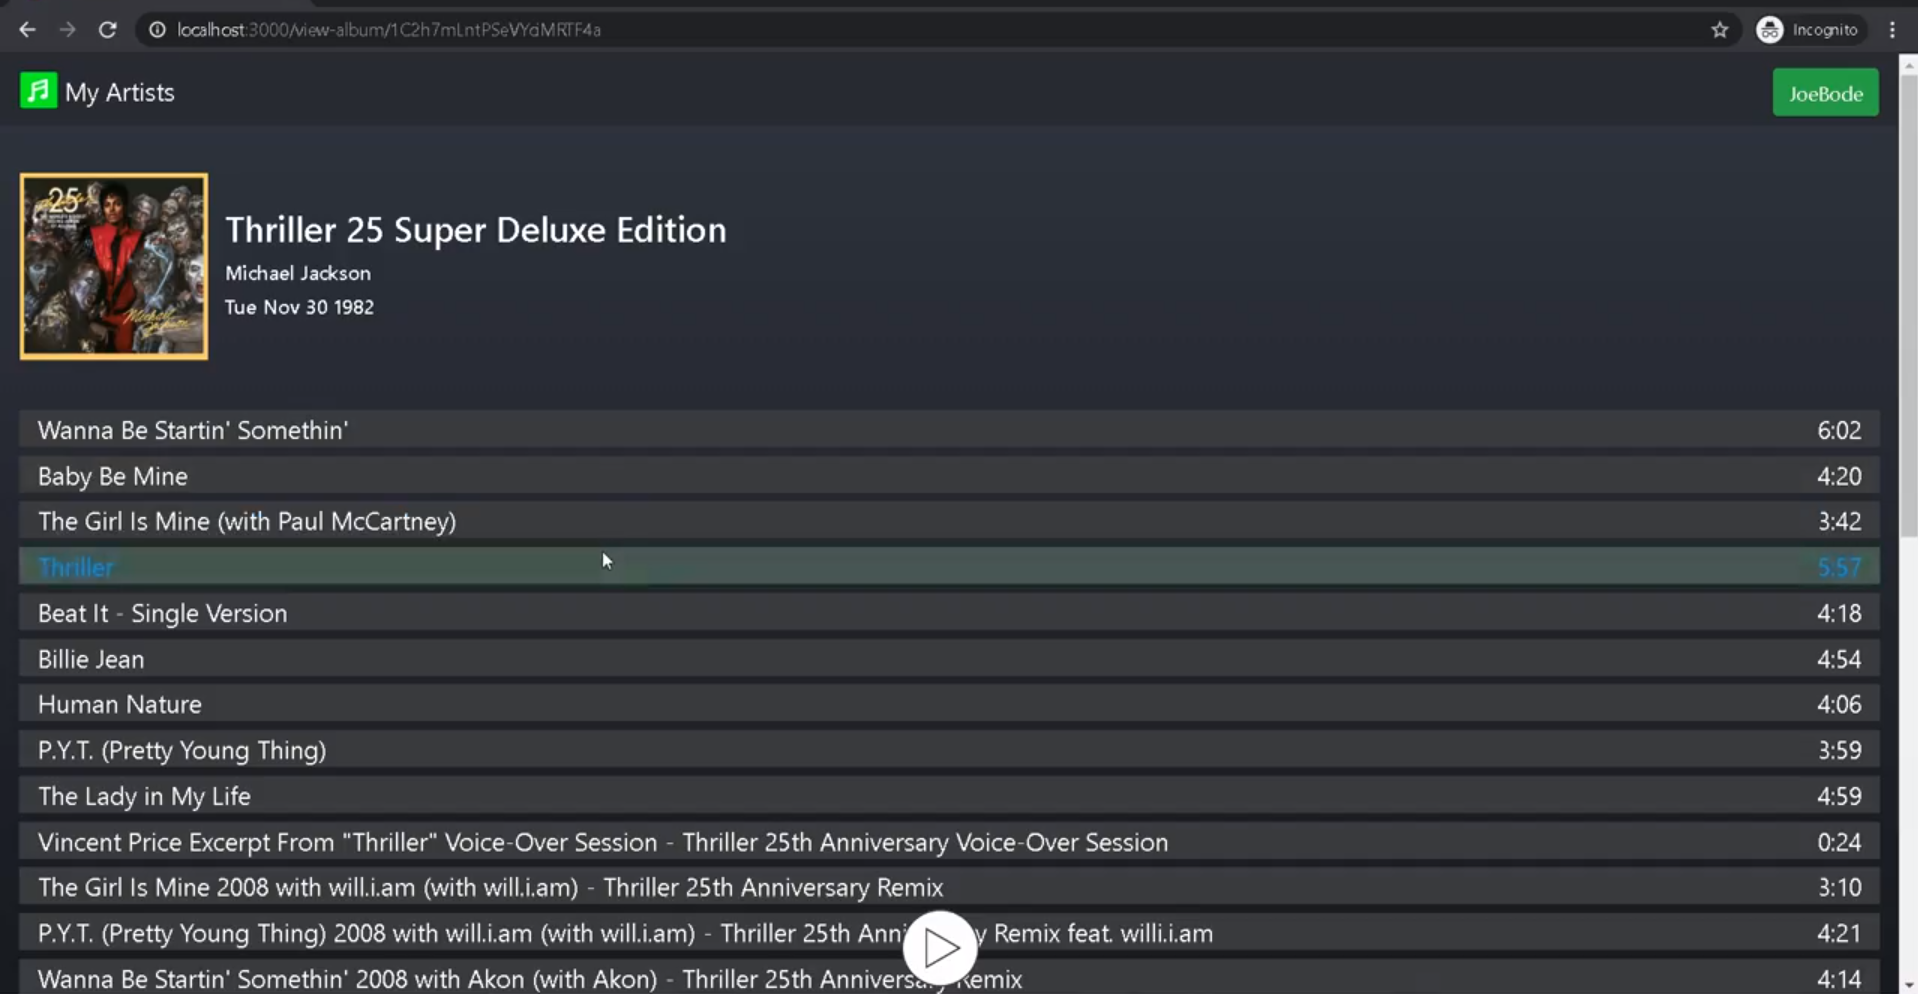 localhost:3000/view-album/1C2h7mLntPSeVYaMRTF4a
Incognito
My Artists
JoeBode
25
Thriller 25 Super Deluxe Edition
Michael Jackson
Tue Nov 30 1982
Wanna Be Startin' Somethin' 6:02
Baby Be Mine 4:20
The Girl Is Mine (with Paul McCartney) 3:42
Thriller 5:57
Beat It - Single Version 4:18
Billie Jean 4:54
Human Nature 4:06
P.Y.T. (Pretty Young Thing) 3:59
The Lady in My Life 4:59
Vincent Price Excerpt From "Thriller" Voice-Over Session - Thriller 25th Anniversary Voice-Over Session 0:24
The Girl Is Mine 2008 with will.i.am (with will.i.am) - Thriller 25th Anniversary Remix 3:10
P.Y.T. (Pretty Young Thing) 2008 with will.i.am (with will.i.am) - Thriller 25th Anni y Remix feat. willi.i.am 4:21
Wanna Be Startin' Somethin' 2008 with Akon (with Akon) - Thriller 25th Annivers Remix 4:14